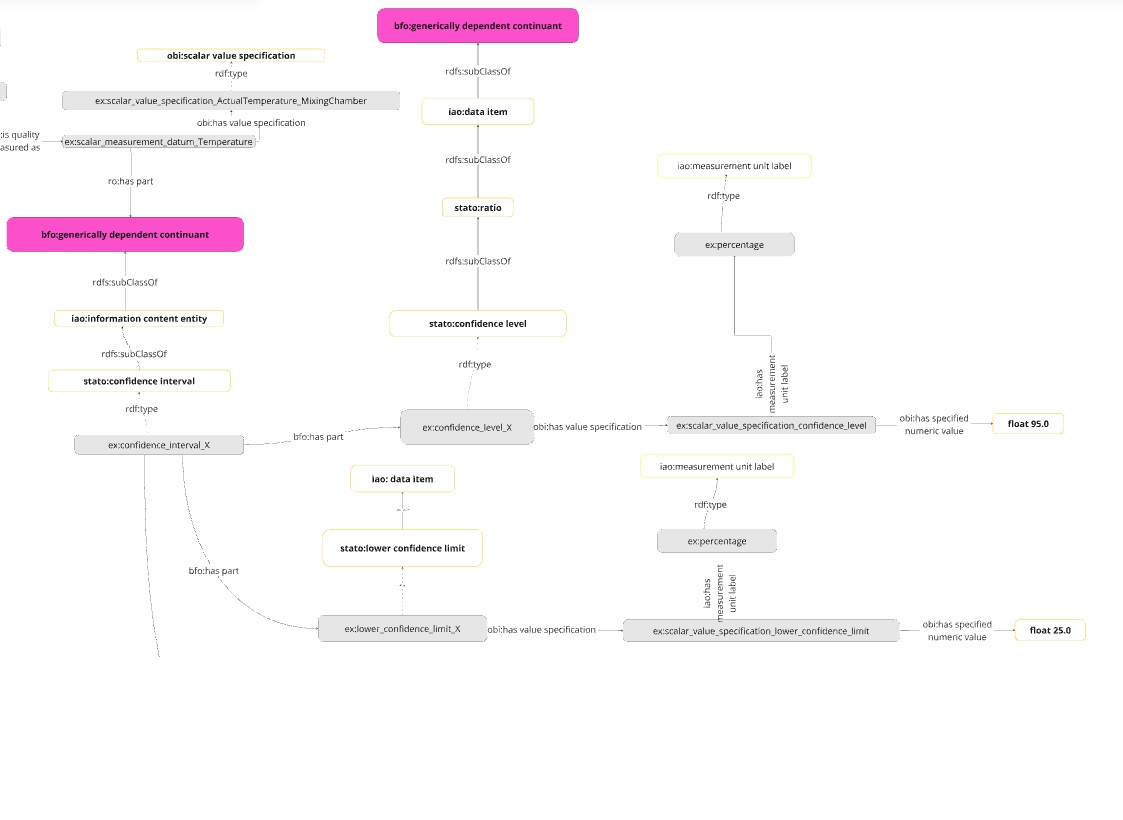 bfo:generically dependent continuant
obi:scalar value specification
rdf:type
rdfs:subClassOf
ex:scalar_value_specification_ActualTemperature_MixingChamber
iao:data item
obi:has value specification
:is quality
asured as
ex:scalar_measurement_datum_Temperature
rdfs:subClassOf
iao:measurement unit label
ro:has part
rdf:type
stato:ratio
bfo:generically dependent continuant
ex:percentage
rdfs:subClassOf
rdfs:subClassOf
iao:information content entity
stato:confidence level
rdfs:subClassOf
rdf:type
stato:confidence interval
iao:has
measurement
unit label
rdf:type
ex:confidence_level_X
obi:has value specification
ex:scalar_value_specification_confidence_level
obi:has specified
numeric value
float 95.0
bfo:has part
ex:confidence_interval_X
iao:measurement unit label
iao: data item
rdf:type
ex:percentage
stato:lower confidence limit
bfo:has part
iao:has
measurement
unit label
ex:lower_confidence_limit_X
obi:has value specification
ex:scalar_value_specification_lower_confidence_limit
obi:has specified
numeric value
float 25.0